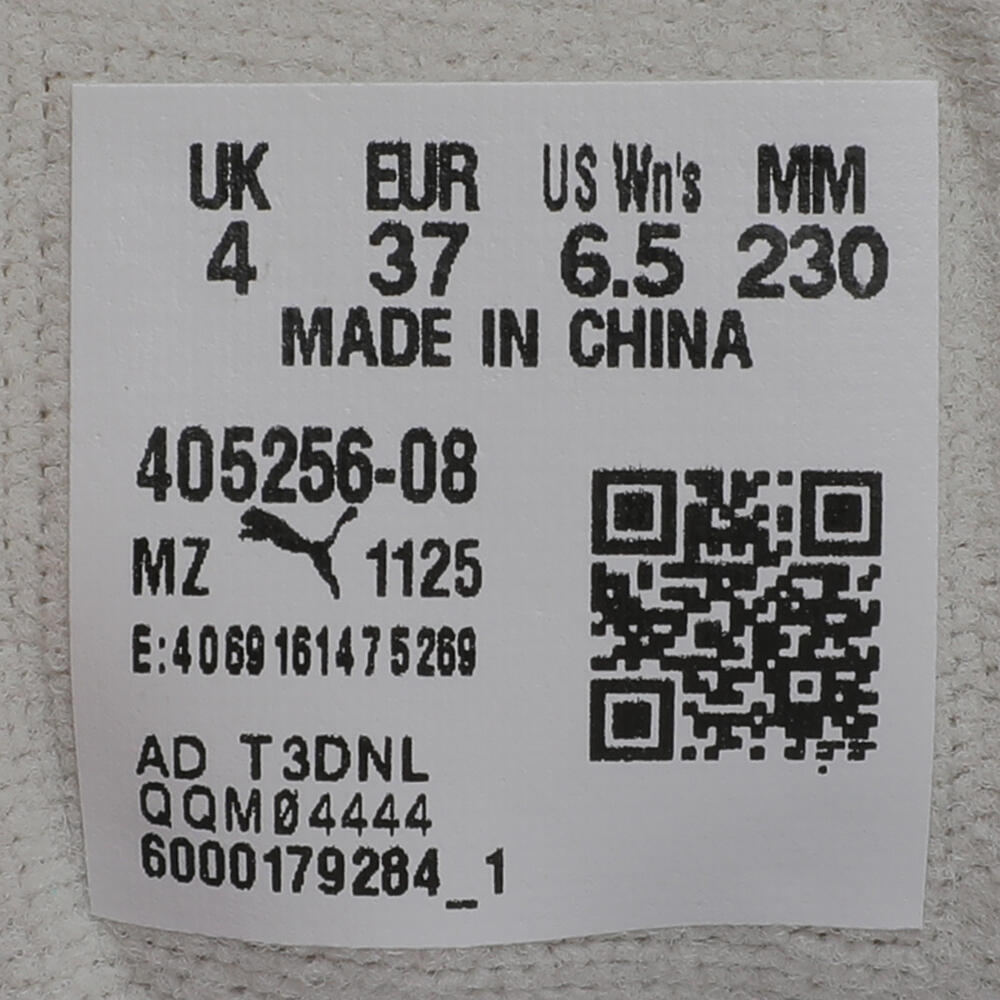 UK EUR US Wn's MM
4 37 6.5 230
MADE IN CHINA
405256-08
MZ 1125
E:4069161475269
AD T3DNL
QQM04444
6000179284_1